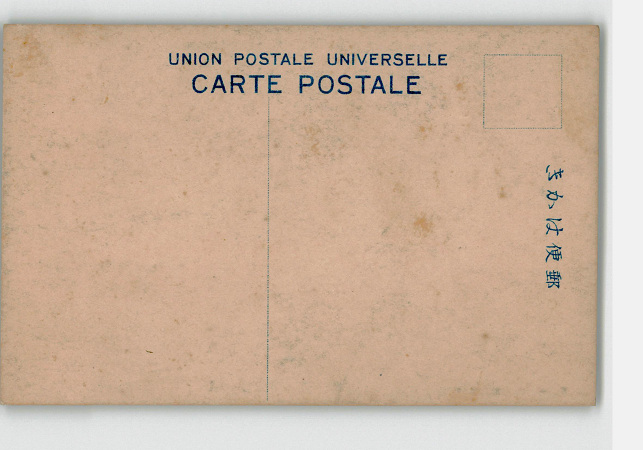 UNION POSTALE UNIVERSELLE
CARTE POSTALE
郵便はかき